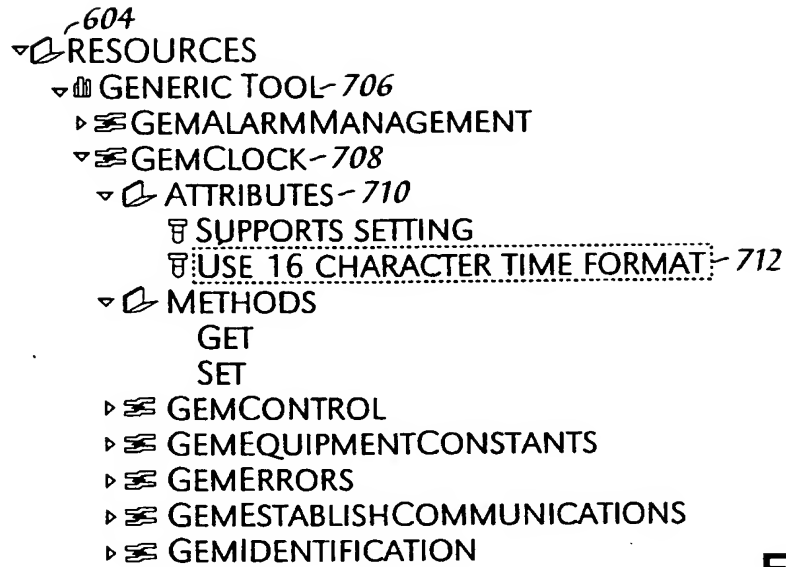 604
RESOURCES
GENERIC TOOL 706
GEMALARMMANAGEMENT
GEMCLOCK 708
ATTRIBUTES 710
SUPPORTS SETTING
USE 16 CHARACTER TIME FORMAT 712
METHODS
GET
SET
GEMCONTROL
GEMEQUIPMENTCONSTANTS
GEMERRORS
GEMESTABLISHCOMMUNICATIONS
GEMIDENTIFICATION